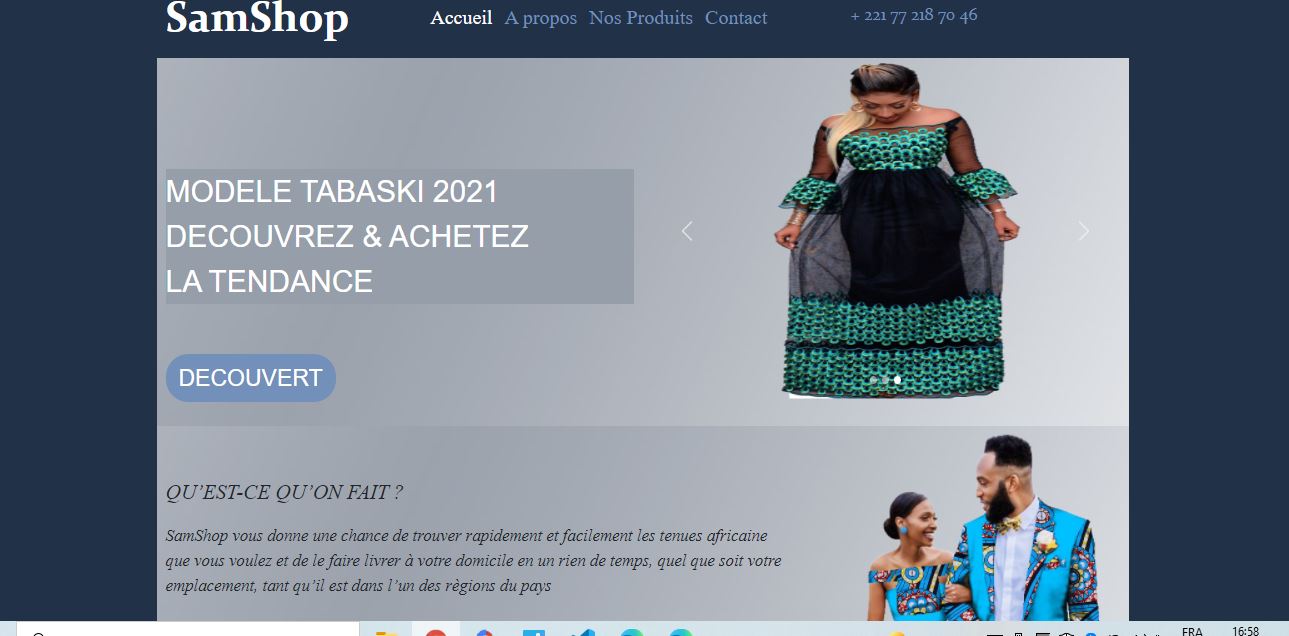 SamShop
Accueil A propos Nos Produits Contact
+ 221 77 218 70 46
MODELE TABASKI 2021
DECOUVREZ & ACHETEZ
LA TENDANCE
DECOUVERT
QU’EST-CE QU’ON FAIT ?
SamShop vous donne une chance de trouver rapidement et facilement les tenues africaine
que vous voulez et de le faire livrer à votre domicile en un rien de temps, quel que soit votre
emplacement, tant qu’il est dans l’un des règions du pays
FRA
16:58